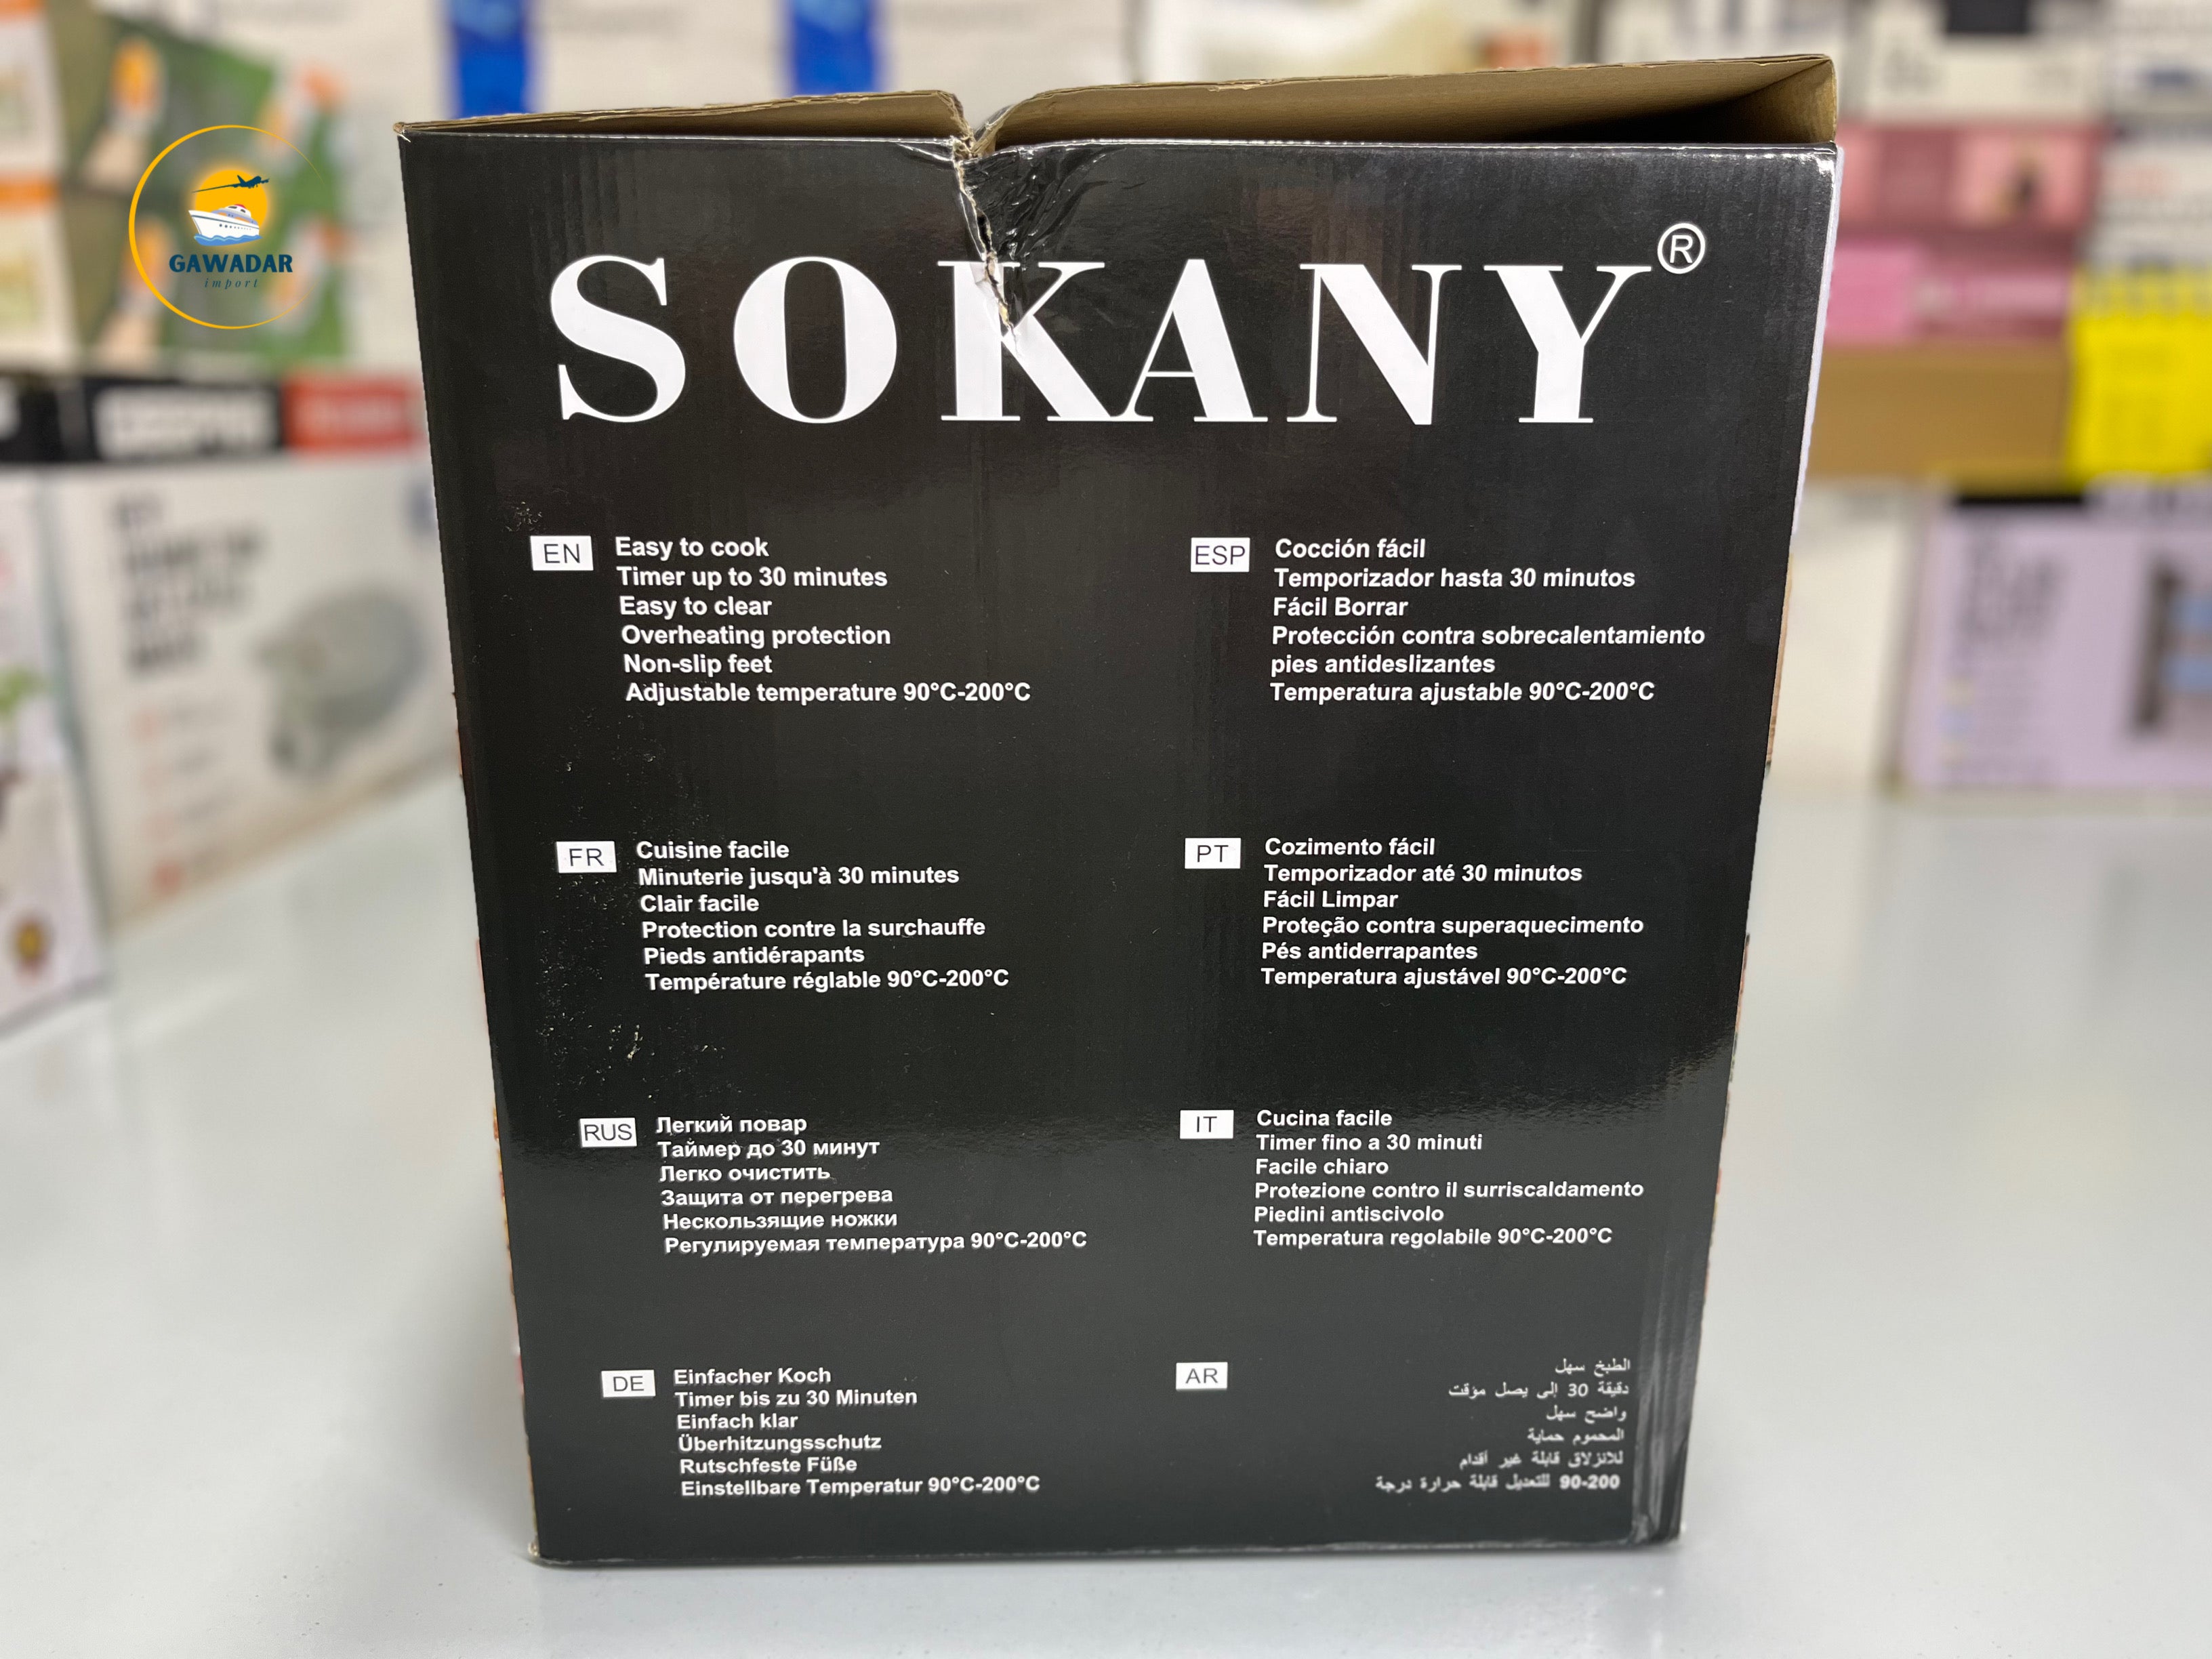 GAWADAR
import
SOKANY®
EN
Easy to cook
Timer up to 30 minutes
Easy to clear
Overheating protection
Non-slip feet
Adjustable temperature 90°C-200°C
ESP
Cocción fácil
Temporizador hasta 30 minutos
Fácil Borrar
Protección contra sobrecalentamiento
pies antideslizantes
Temperatura ajustable 90°C-200°C
FR
Cuisine facile
Minuterie jusqu'à 30 minutes
Clair facile
Protection contre la surchauffe
Pieds antidérapants
Température réglable 90°C-200°C
PT
Cozimento fácil
Temporizador até 30 minutos
Fácil Limpar
Proteção contra superaquecimento
Pés antiderrapantes
Temperatura ajustável 90°C-200°C
RUS
Легкий повар
Таймер до 30 минут
Легко очистить
Защита от перегрева
Нескользящие ножки
Регулируемая температура 90°C-200°C
IT
Cucina facile
Timer fino a 30 minuti
Facile chiaro
Protezione contro il surriscaldamento
Piedini antiscivolo
Temperatura regolabile 90°C-200°C
DE
Einfacher Koch
Timer bis zu 30 Minuten
Einfach klar
Überhitzungsschutz
Rutschfeste Füße
Einstellbare Temperatur 90°C-200°C
AR
الطبخ سهل
دقيقة 30 إلى يصل مؤقت
واضح سهل
المحموم حماية
للانزلاق قابلة غير أقدام
90-200 للتعديل قابلة حرارة درجة